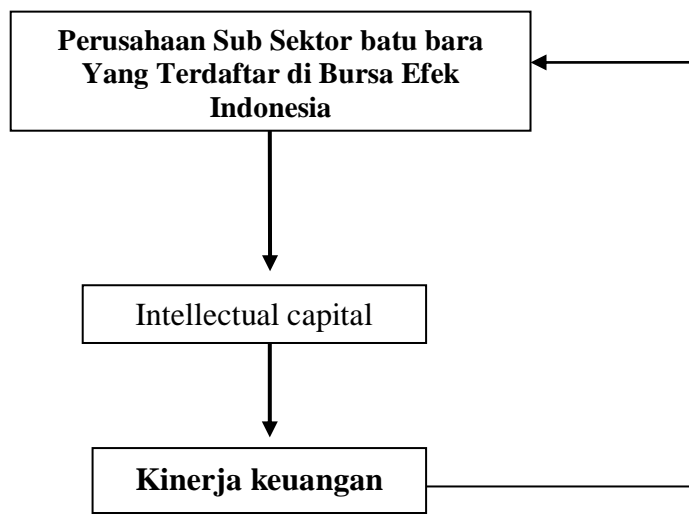 Perusahaan Sub Sektor batu bara
Yang Terdaftar di Bursa Efek
Indonesia
Intellectual capital
Kinerja keuangan